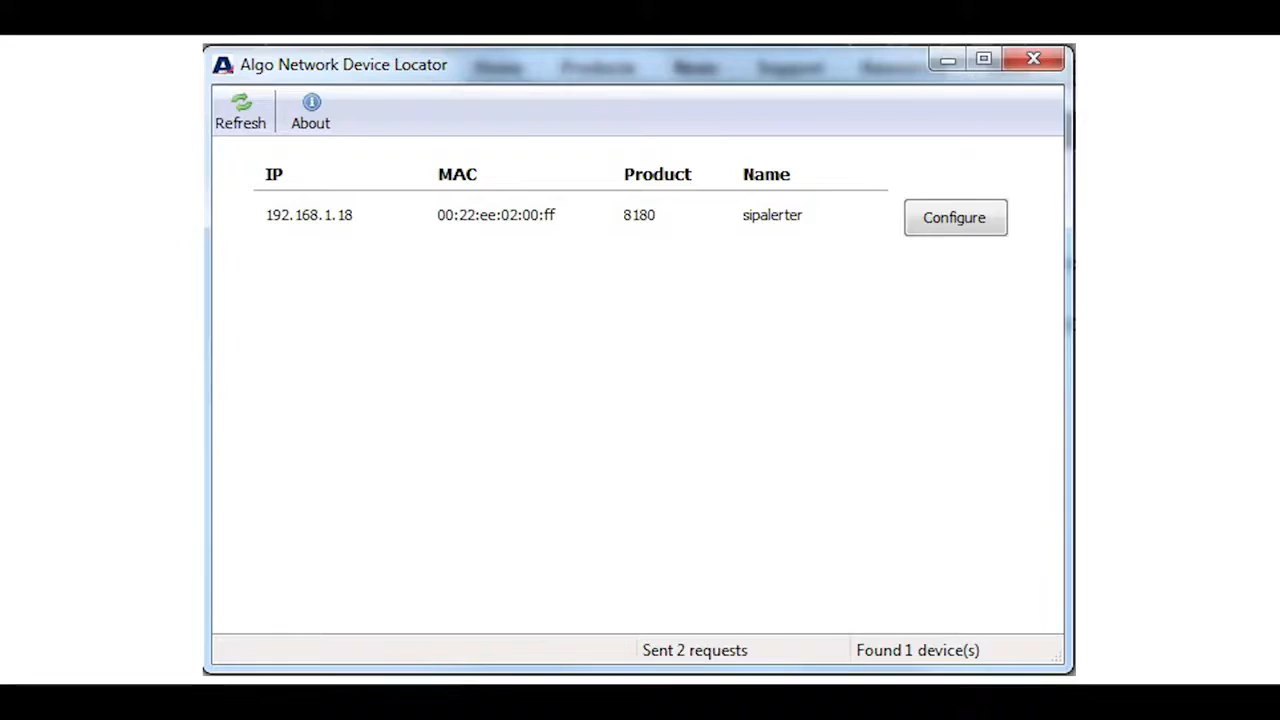 Algo Network Device Locator
Refresh
About
IP MAC Product Name
192.168.1.18 00:22:ee:02:00:ff 8180 sipalerter
Configure
Sent 2 requests Found 1 device(s)